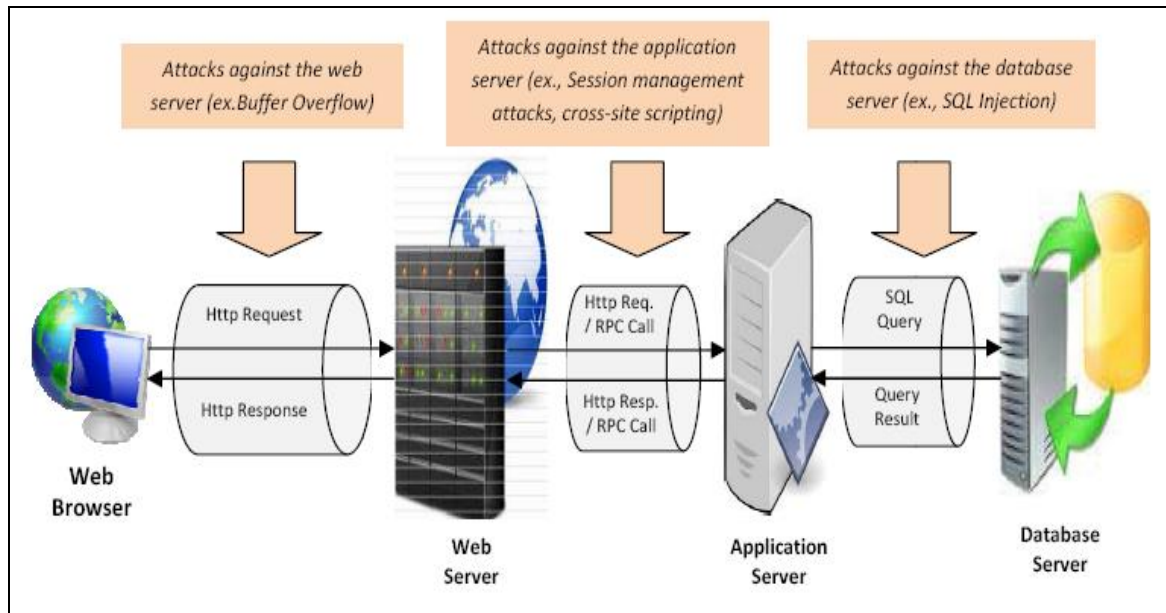 Attacks against the web
server (ex.Buffer Overflow)
Attacks against the application
server (ex., Session management
attacks, cross-site scripting)
Attacks against the database
server (ex., SQL Injection)
Http Request
Http Response
Http Req.
/ RPC Call
Http Resp.
/ RPC Call
SQL
Query
Query
Result
Web
Browser
Web
Server
Application
Server
Database
Server